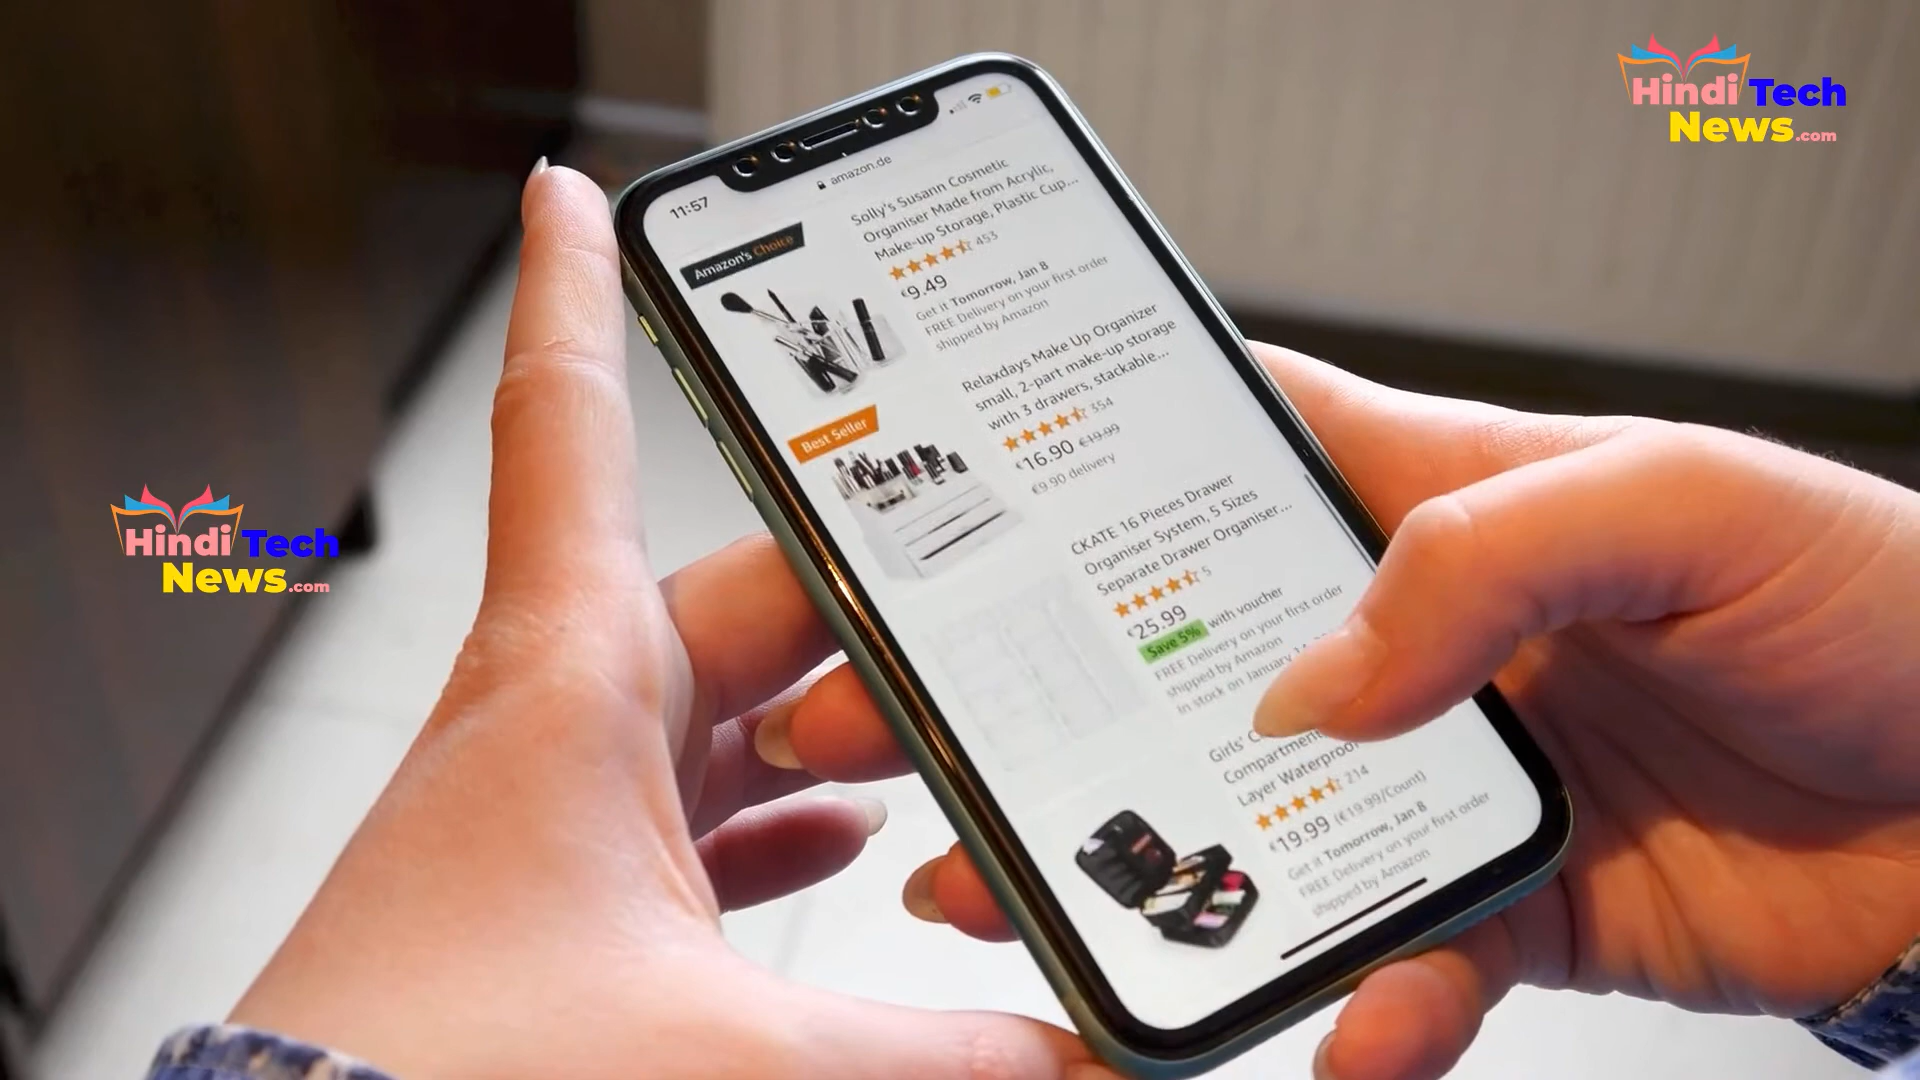 Hindi Tech
News.com
Hindi Tech
News.com
11:57
amazon.de
Amazon's Choice
Solly's Susann Cosmetic
Organiser Made from Acrylic,
Make-up Storage, Plastic Cup...
453
€9.49
Get it Tomorrow, Jan 8
FREE Delivery on your first order
shipped by Amazon
Best Seller
Relaxdays Make Up Organizer
small, 2-part make-up storage
with 3 drawers, stackable...
354
€16.90 €19.99
€9.90 delivery
CKATE 16 Pieces Drawer
Organiser System, 5 Sizes
Separate Drawer Organiser...
5
€25.99
Save 5% with voucher
FREE Delivery on your first order
shipped by Amazon
In stock on January
Girls'
Compartment
Layer Waterproof
214
€19.99 (€19.99/Count)
Get it Tomorrow, Jan 8
FREE Delivery on your first order
shipped by Amazon